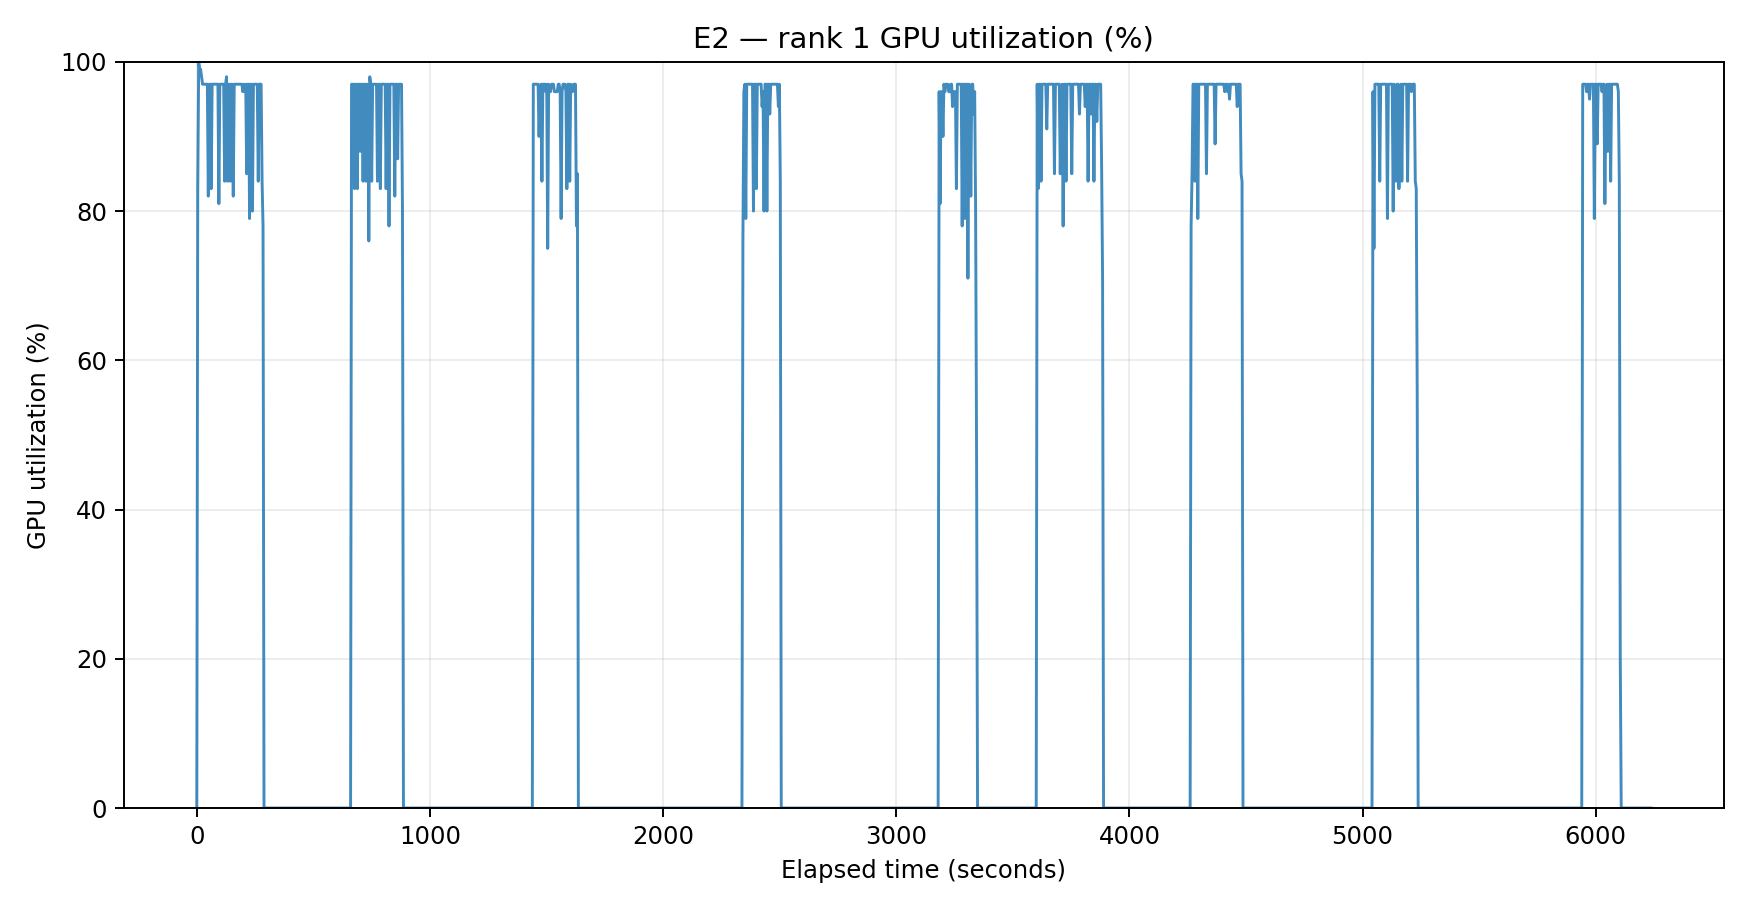 E2 — rank 1 GPU utilization (%)
100
80
60
40
20
0
GPU utilization (%)
0 1000 2000 3000 4000 5000 6000
Elapsed time (seconds)